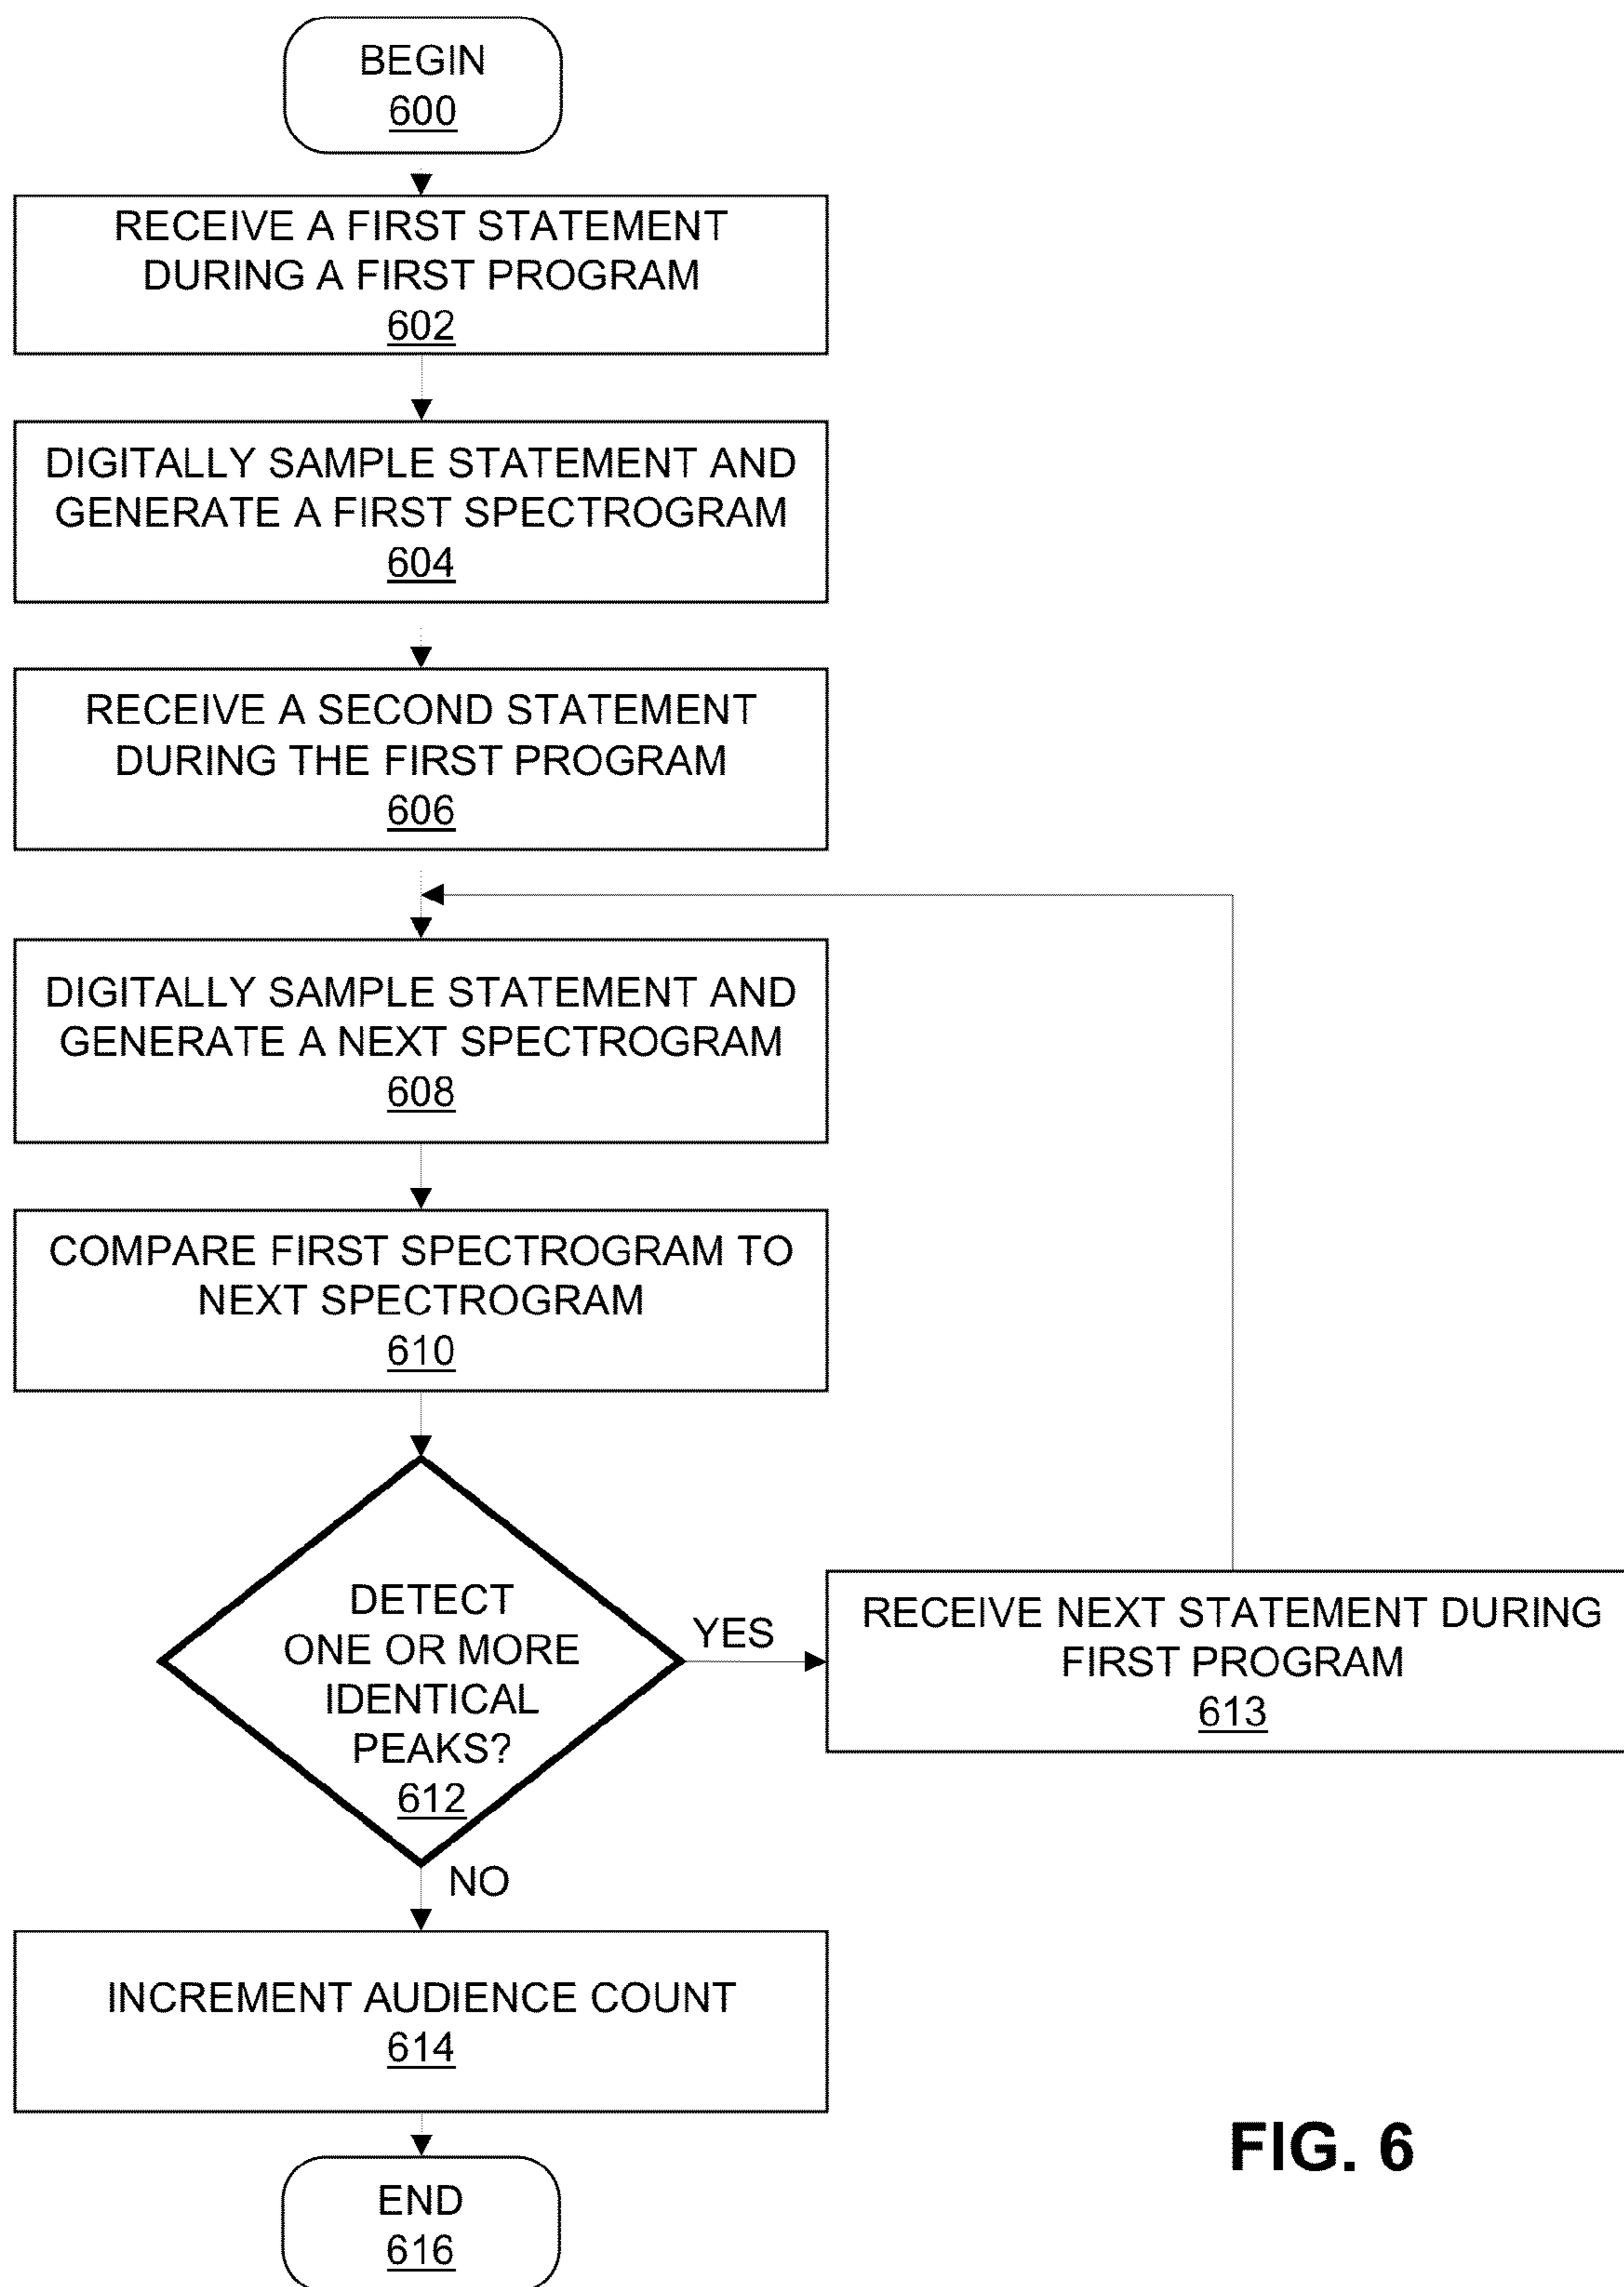 BEGIN
600
RECEIVE A FIRST STATEMENT
DURING A FIRST PROGRAM
602
DIGITALLY SAMPLE STATEMENT AND
GENERATE A FIRST SPECTROGRAM
604
RECEIVE A SECOND STATEMENT
DURING THE FIRST PROGRAM
606
DIGITALLY SAMPLE STATEMENT AND
GENERATE A NEXT SPECTROGRAM
608
COMPARE FIRST SPECTROGRAM TO
NEXT SPECTROGRAM
610
DETECT
ONE OR MORE
IDENTICAL
PEAKS?
612
YES
RECEIVE NEXT STATEMENT DURING
FIRST PROGRAM
613
NO
INCREMENT AUDIENCE COUNT
614
END
616
FIG. 6